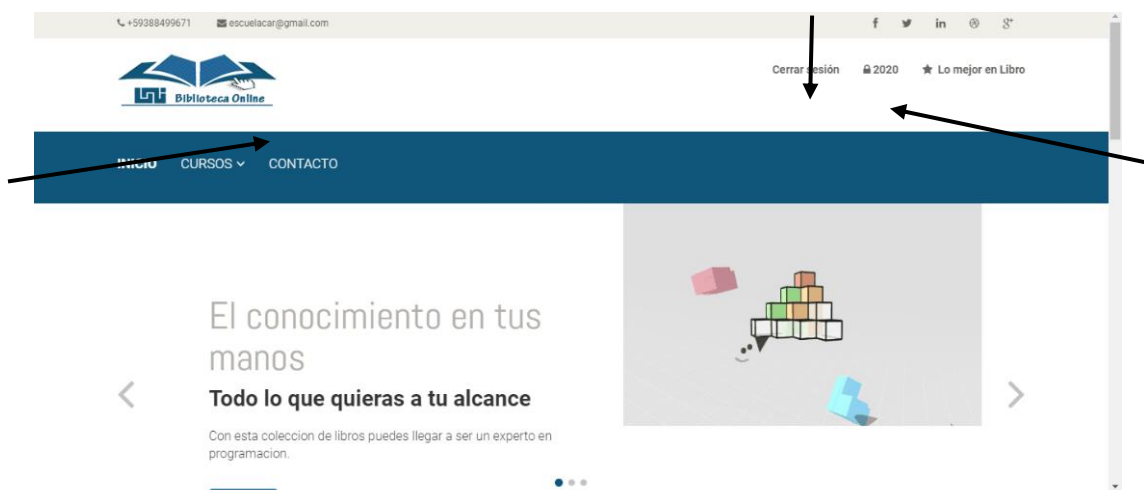 +59388499671 escuelacar@gmail.com
Cerrar sesión 2020 Lo mejor en Libro
Biblioteca Online
INICIO CURSOS CONTACTO
El conocimiento en tus
manos
Todo lo que quieras a tu alcance
Con esta coleccion de libros puedes llegar a ser un experto en
programacion.